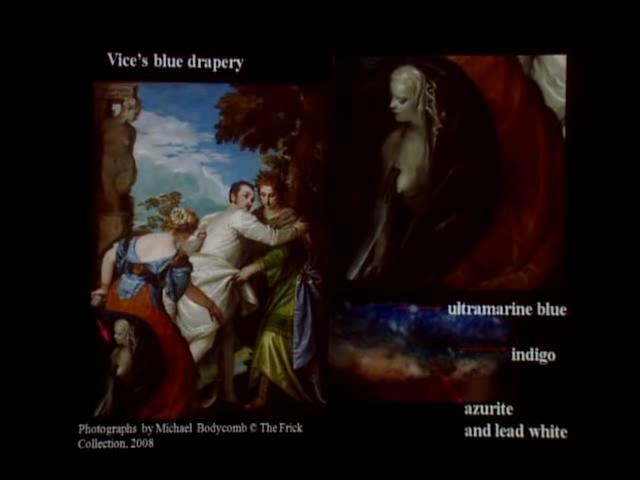 Vice's blue drapery
ultramarine blue
indigo
azurite
and lead white
Photographs by Michael Bodycomb © The Frick
Collection, 2008